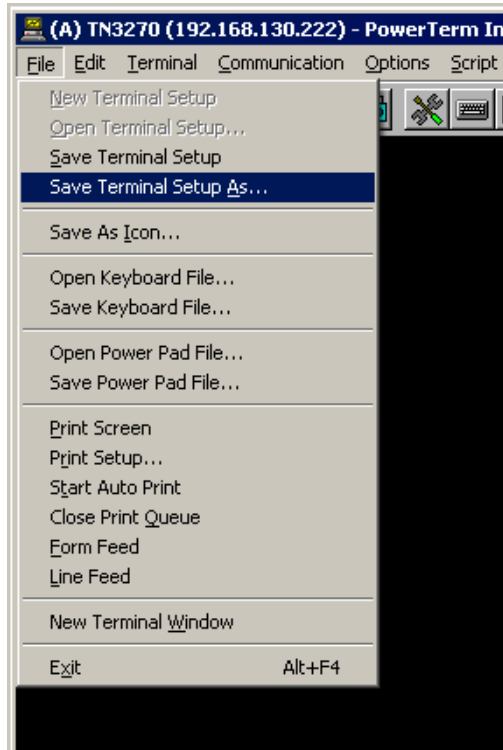 (A) TN3270 (192.168.130.222) - PowerTerm In
File Edit Terminal Communication Options Script
New Terminal Setup
Open Terminal Setup...
Save Terminal Setup
Save Terminal Setup As...
Save As Icon...
Open Keyboard File...
Save Keyboard File...
Open Power Pad File...
Save Power Pad File...
Print Screen
Print Setup...
Start Auto Print
Close Print Queue
Form Feed
Line Feed
New Terminal Window
Exit Alt+F4